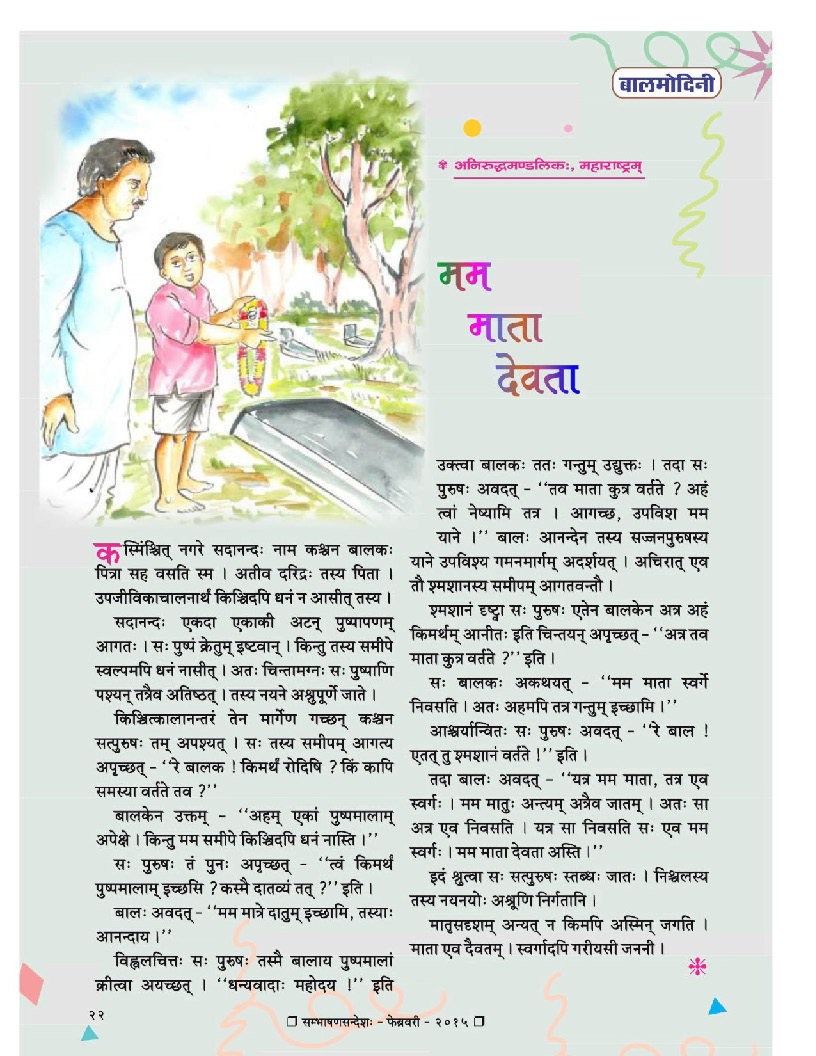 बालमोदिनी
अनिरुद्धमण्डलिकः, महाराष्ट्रम्
मम
माता
देवता
कस्मिंश्चित् नगरे सदानन्दः नाम कश्चन बालकः
पित्रा सह वसति स्म । अतीव दरिद्रः तस्य पिता ।
उपजीविकाचालनार्थं किञ्चिदपि धनं न आसीत् तस्य ।
सदानन्दः एकदा एकाकी अटन् पुष्पापणम्
आगतः । सः पुष्पं क्रेतुम् इष्टवान् । किन्तु तस्य समीपे
स्वल्पमपि धनं नासीत् । अतः चिन्तामग्नः सः पुष्पाणि
पश्यन् तत्रैव अतिष्ठत् । तस्य नयने अश्रुपूर्णे जाते ।
किञ्चित्कालानन्तरं तेन मार्गेण गच्छन् कश्चन
सत्पुरुषः तम् अपश्यत् । सः तस्य समीपम् आगत्य
अपृच्छत् - ‘‘रे बालक ! किमर्थं रोदिषि ? किं कापि
समस्या वर्तते तव ?’’
बालकेन उक्तम् - ‘‘अहम् एकां पुष्पमालाम्
अपेक्षे । किन्तु मम समीपे किञ्चिदपि धनं नास्ति ।’’
सः पुरुषः तं पुनः अपृच्छत् - ‘‘त्वं किमर्थं
पुष्पमालाम् इच्छसि ? कस्मै दातव्यं तत् ?’’ इति ।
बालः अवदत् - ‘‘मम मात्रे दातुम् इच्छामि, तस्याः
आनन्दाय ।’’
विह्वलचित्तः सः पुरुषः तस्मै बालाय पुष्पमालां
क्रीत्वा अयच्छत् । ‘‘धन्यवादाः महोदय !’’ इति
उक्त्वा बालकः ततः गन्तुम् उद्युक्तः । तदा सः
पुरुषः अवदत् - ‘‘तव माता कुत्र वर्तते ? अहं
त्वां नेष्यामि तत्र । आगच्छ, उपविश मम
याने ।’’ बालः आनन्देन तस्य सज्जनपुरुषस्य
याने उपविश्य गमनमार्गम् अदर्शयत् । अचिरात् एव
तौ श्मशानस्य समीपम् आगतवन्तौ ।
श्मशानं दृष्ट्वा सः पुरुषः एतेन बालकेन अत्र अहं
किमर्थम् आनीतः इति चिन्तयन् अपृच्छत् - ‘‘अत्र तव
माता कुत्र वर्तते ?’’ इति ।
सः बालकः अकथयत् - ‘‘मम माता स्वर्गे
निवसति । अतः अहमपि तत्र गन्तुम् इच्छामि ।’’
आश्चर्यान्वितः सः पुरुषः अवदत् - ‘‘रे बाल !
एतत् तु श्मशानं वर्तते !’’ इति ।
तदा बालः अवदत् - ‘‘यत्र मम माता, तत्र एव
स्वर्गः । मम मातुः अन्त्यम् अत्रैव जातम् । अतः सा
अत्र एव निवसति । यत्र सा निवसति सः एव मम
स्वर्गः । मम माता देवता अस्ति ।’’
इदं श्रुत्वा सः सत्पुरुषः स्तब्धः जातः । निश्चलस्य
तस्य नयनयोः अश्रूणि निर्गतानि ।
मातृसदृशम् अन्यत् न किमपि अस्मिन् जगति ।
माता एव दैवतम् । स्वर्गादपि गरीयसी जननी ।
२२
सम्भाषणसन्देशः - फेब्रवरी - २०१५